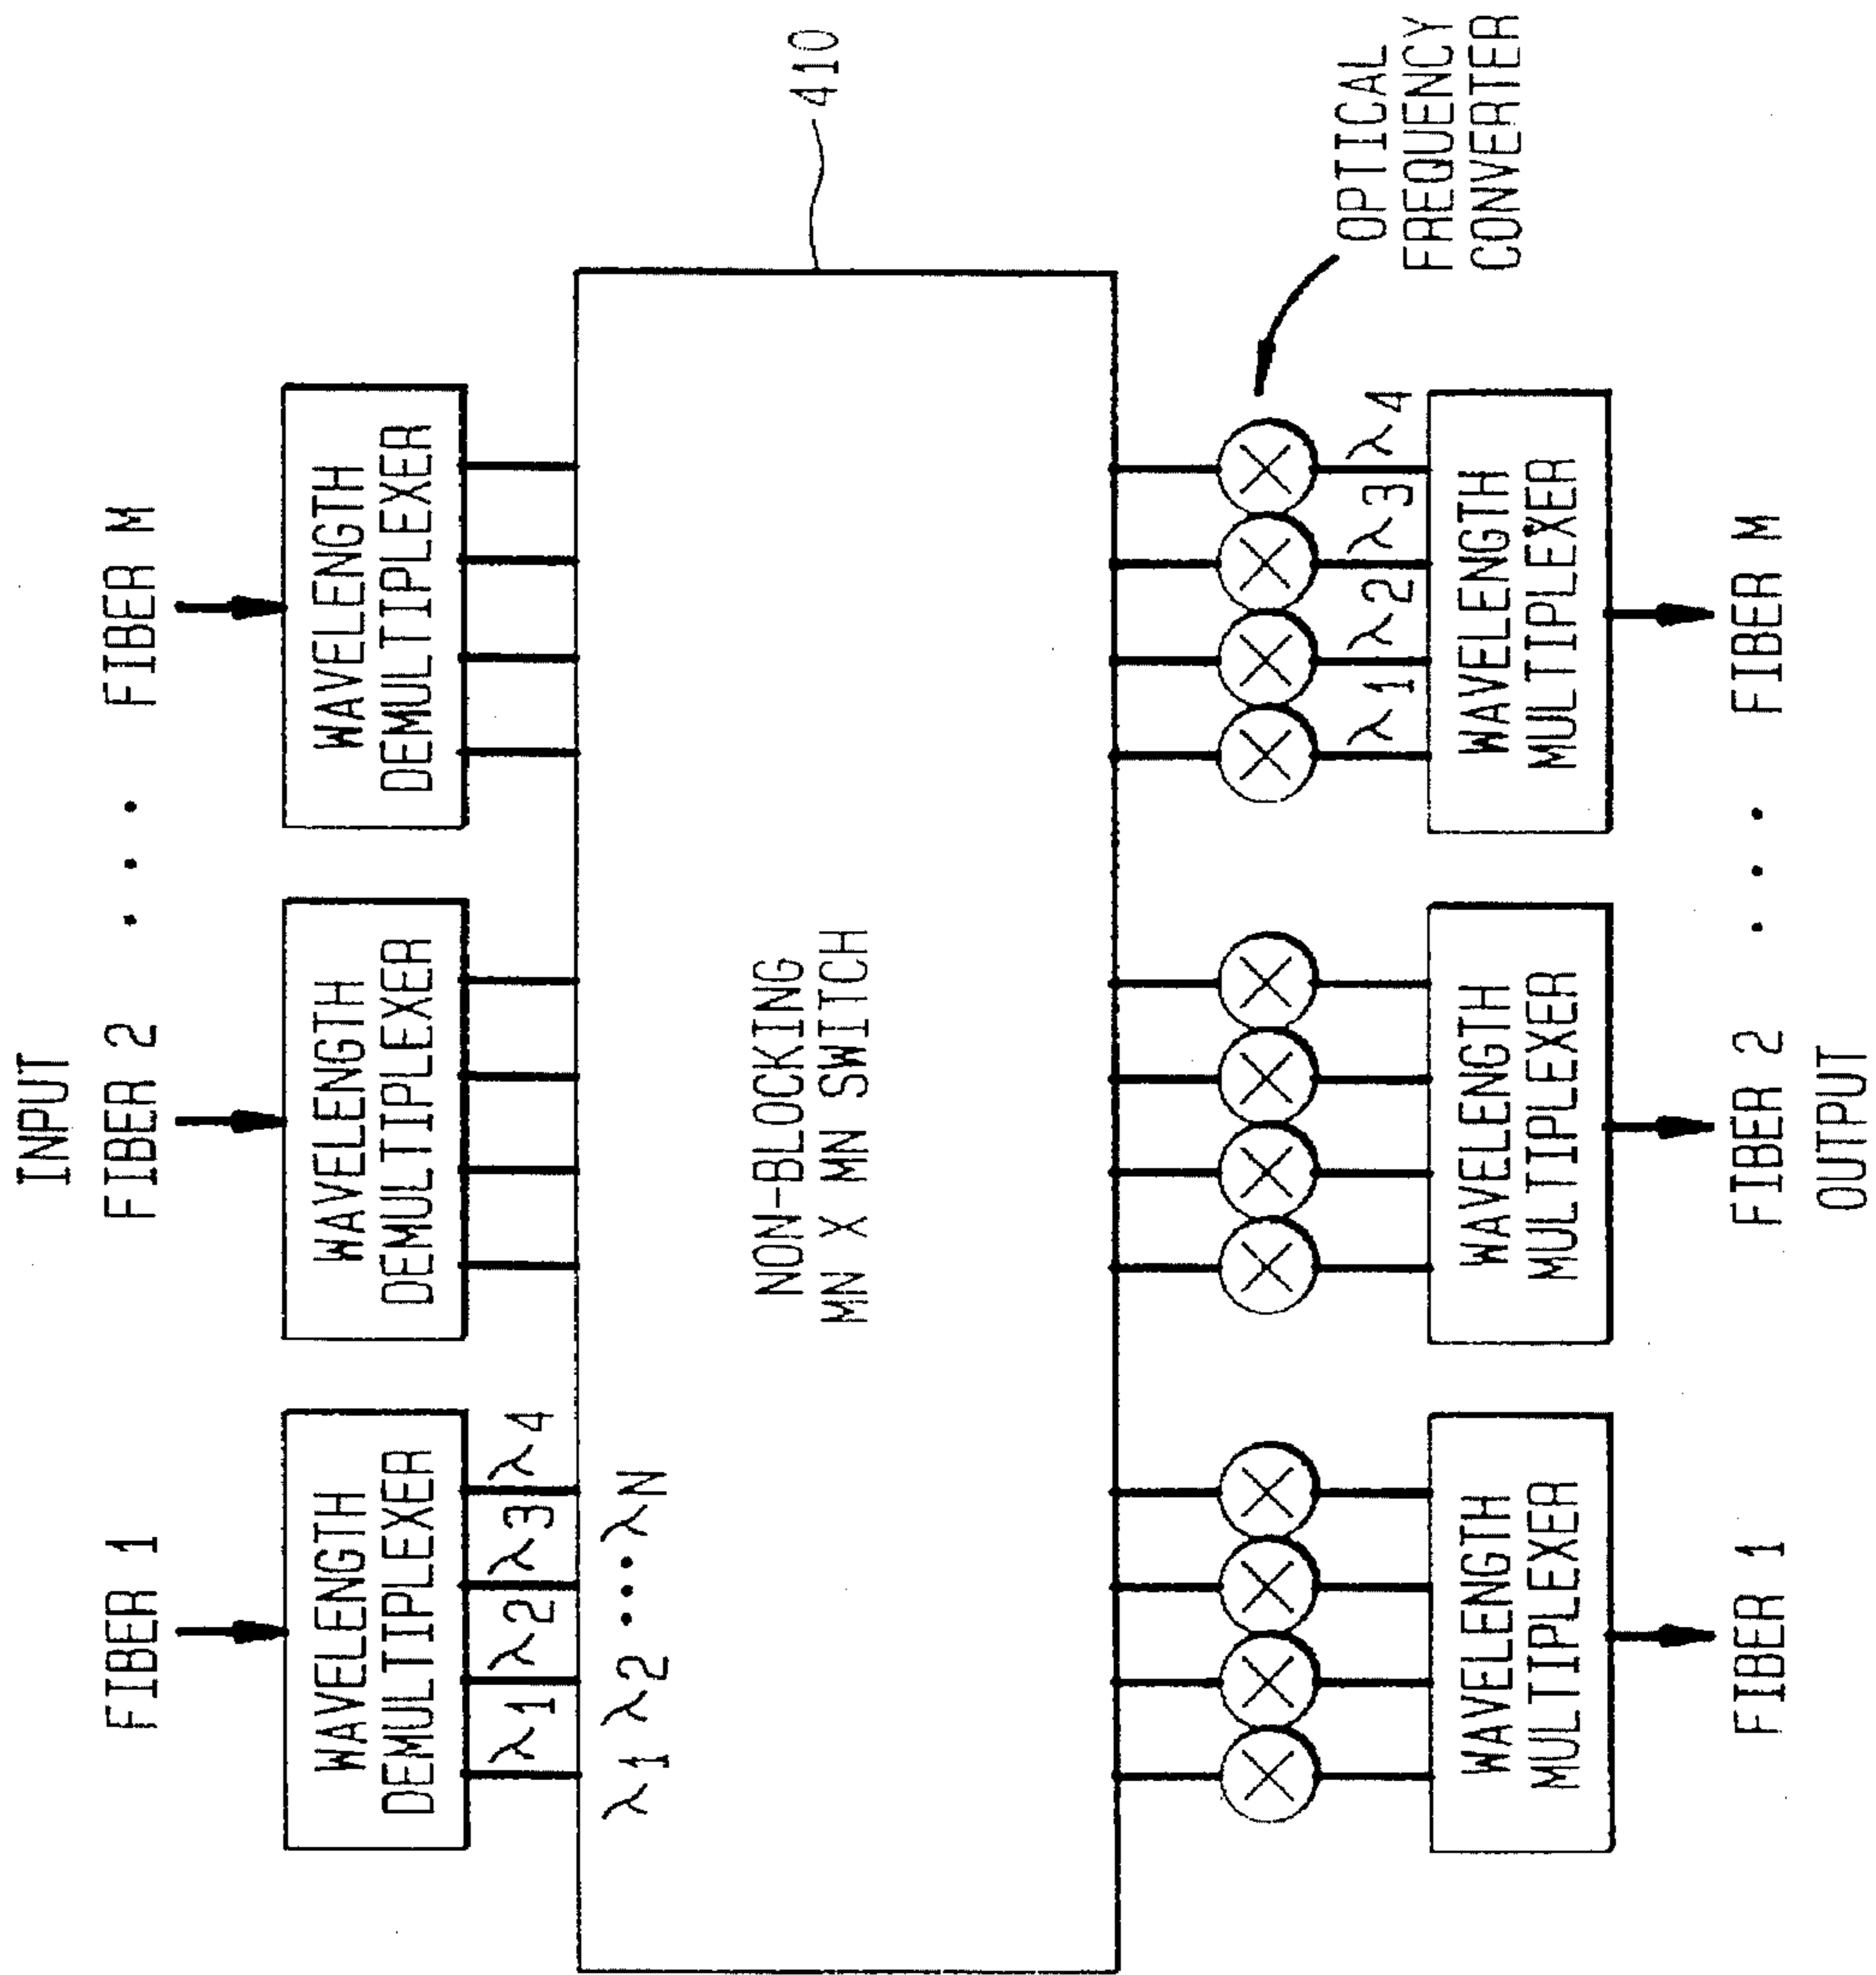 INPUT
FIBER 1
FIBER 2
• • •
FIBER M
WAVELENGTH
DEMULTIPLEXER
WAVELENGTH
DEMULTIPLEXER
WAVELENGTH
DEMULTIPLEXER
λ1 λ2 λ3 λ4
λ1 λ2 ••• λN
NON-BLOCKING
MN X MN SWITCH
410
OPTICAL
FREQUENCY
CONVERTER
λ1 λ2 λ3 λ4
WAVELENGTH
MULTIPLEXER
WAVELENGTH
MULTIPLEXER
WAVELENGTH
MULTIPLEXER
FIBER 1
FIBER 2
• • •
FIBER M
OUTPUT